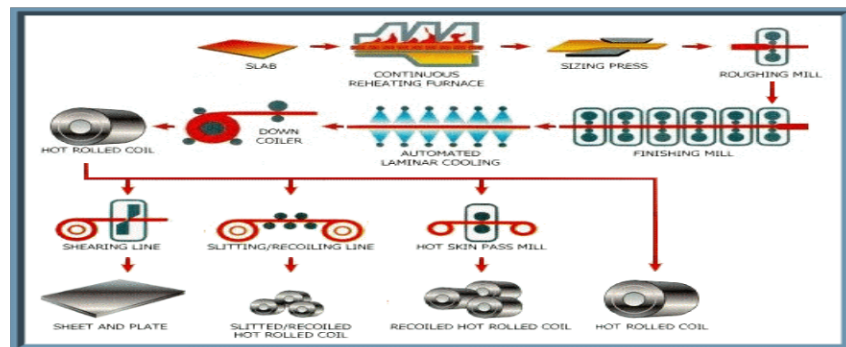 SLAB
CONTINUOUS
REHEATING FURNACE
SIZING PRESS
ROUGHING MILL
HOT ROLLED COIL
DOWN
COILER
AUTOMATED
LAMINAR COOLING
FINISHING MILL
SHEARING LINE
SLITTING/RECOILING LINE
HOT SKIN PASS MILL
SHEET AND PLATE
SLITTED/RECOILED
HOT ROLLED COIL
RECOILED HOT ROLLED COIL
HOT ROLLED COIL